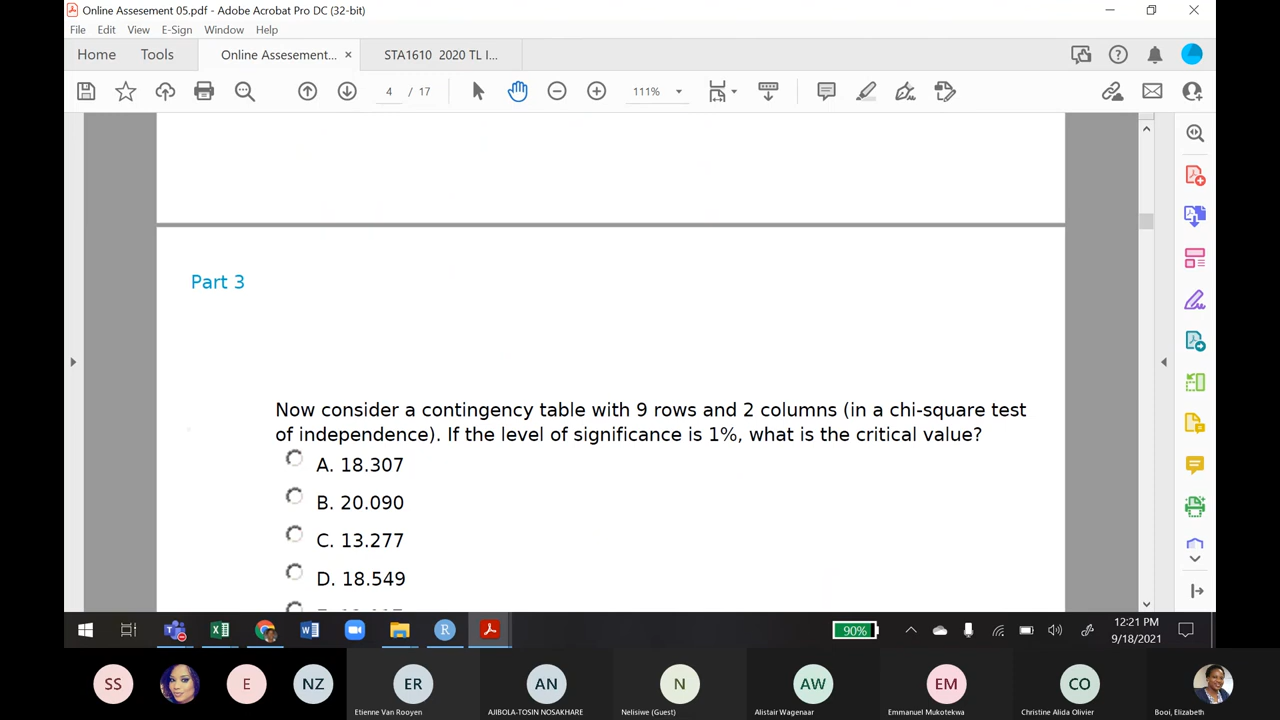 Online Assesement 05.pdf - Adobe Acrobat Pro DC (32-bit)
File Edit View E-Sign Window Help
Home Tools Online Assesement... × STA1610 2020 TL I...
4 / 17 111%
Part 3
Now consider a contingency table with 9 rows and 2 columns (in a chi-square test
of independence). If the level of significance is 1%, what is the critical value?
A. 18.307
B. 20.090
C. 13.277
D. 18.549
90%
12:21 PM
9/18/2021
SS E NZ ER AN N AW EM CO
Etienne Van Rooyen AJIBOLA-TOSIN NOSAKHARE Nelisiwe (Guest) Alistair Wagenaar Emmanuel Mukotekwa Christine Alida Olivier Booi, Elizabeth